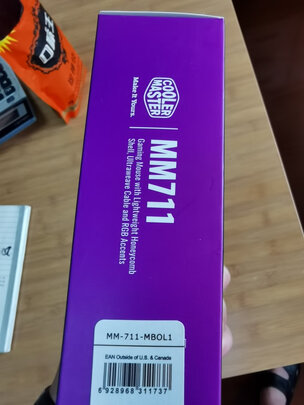 COOLER
MASTER
Make It Yours.
MM711
Gaming Mouse with Lightweight Honeycomb
Shell, Ultraweave Cable and RGB Accents
MM-711-MBOL1
EAN Outside of U.S. & Canada
6 928968 311737